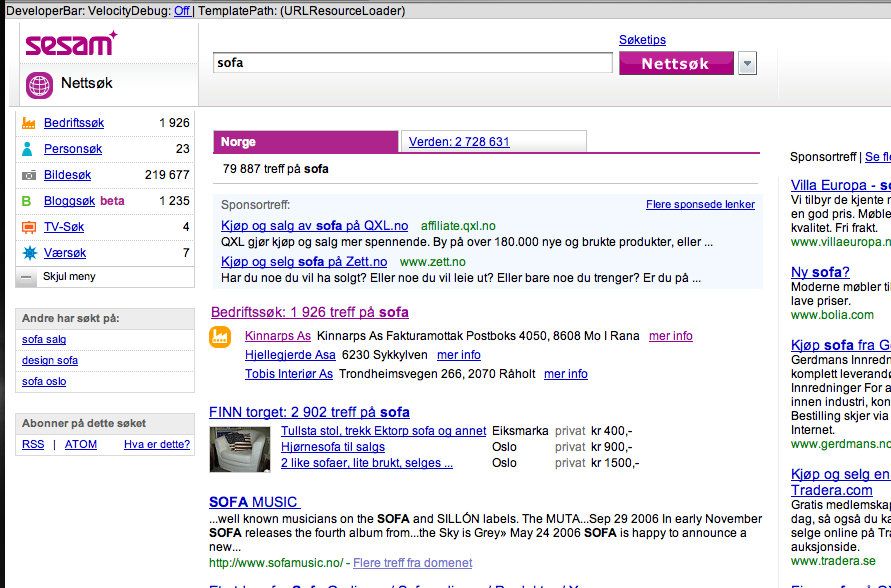 DeveloperBar: VelocityDebug: Off | TemplatePath: (URLResourceLoader)
sesam
Nettsøk
Søketips
sofa
Nettsøk
Bedriftssøk 1 926
Personsøk 23
Bildesøk 219 677
Bloggsøk beta 1 235
TV-Søk 4
Værsøk 7
Skjul meny
Andre har søkt på:
sofa salg
design sofa
sofa oslo
Abonner på dette søket
RSS | ATOM Hva er dette?
Norge Verden: 2 728 631
79 887 treff på sofa
Sponsortreff: Flere sponsede lenker
Kjøp og salg av sofa på QXL.no affiliate.qxl.no
QXL gjør kjøp og salg mer spennende. By på over 180.000 nye og brukte produkter, eller ...
Kjøp og selg sofa på Zett.no www.zett.no
Har du noe du vil ha solgt? Eller noe du vil leie ut? Eller bare noe du trenger? Er du på ...
Bedriftssøk: 1 926 treff på sofa
Kinnarps As Kinnarps As Fakturamottak Postboks 4050, 8608 Mo I Rana mer info
Hjellegjerde Asa 6230 Sykkylven mer info
Tobis Interiør As Trondheimsvegen 266, 2070 Råholt mer info
FINN torget: 2 902 treff på sofa
Tullsta stol, trekk Ektorp sofa og annet Eiksmarka privat kr 400,-
Hjørnesofa til salgs Oslo privat kr 900,-
2 like sofaer, lite brukt, selges ... Oslo privat kr 1500,-
SOFA MUSIC
...well known musicians on the SOFA and SILLÓN labels. The MUTA...Sep 29 2006 In early November
SOFA releases the fourth album from...the Sky is Grey» May 24 2006 SOFA is happy to announce a
new...
http://www.sofamusic.no/ - Flere treff fra domenet
Sponsortreff | Se fle
Villa Europa - so
Vi tilbyr de kjente
en god pris. Møble
kvalitet. Fri frakt.
www.villaeuropa.n
Ny sofa?
Moderne møbler til
lave priser.
www.bolia.com
Kjøp sofa fra G
Gerdmans Innredn
komplett leverandø
Innredninger For a
innen industri, kon
Bestilling skjer via
Internet.
www.gerdmans.no
Kjøp og selg en
Tradera.com
Gratis medlemskap
dag, så også du ka
selge online på Tra
auksjonside.
www.tradera.se